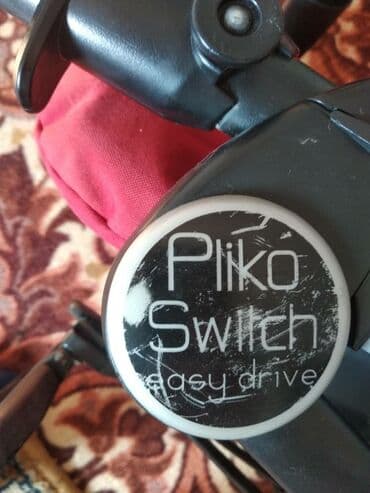 Pliko
Switch
easy drive